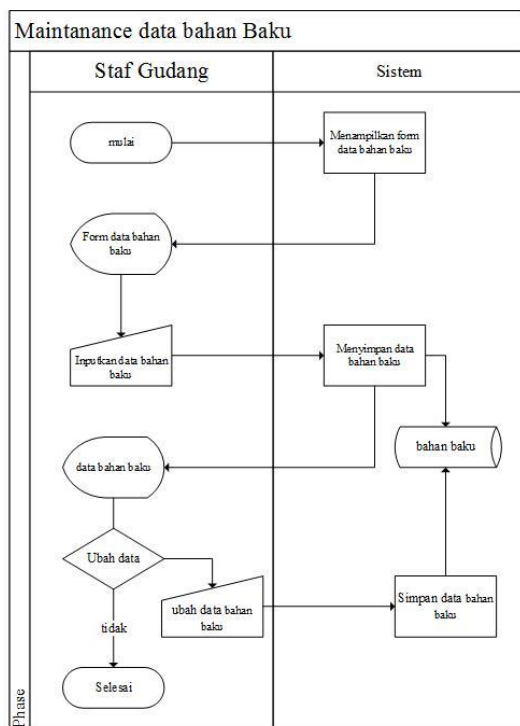 Maintanance data bahan Baku
Staf Gudang
Sistem
mulai
Menampilkan form
data bahan baku
Form data bahan
baku
Inputkan data bahan
baku
Menyimpan data
bahan baku
bahan baku
data bahan baku
Ubah data
ubah data bahan
baku
Simpan data bahan
baku
tidak
Selesai
Phase